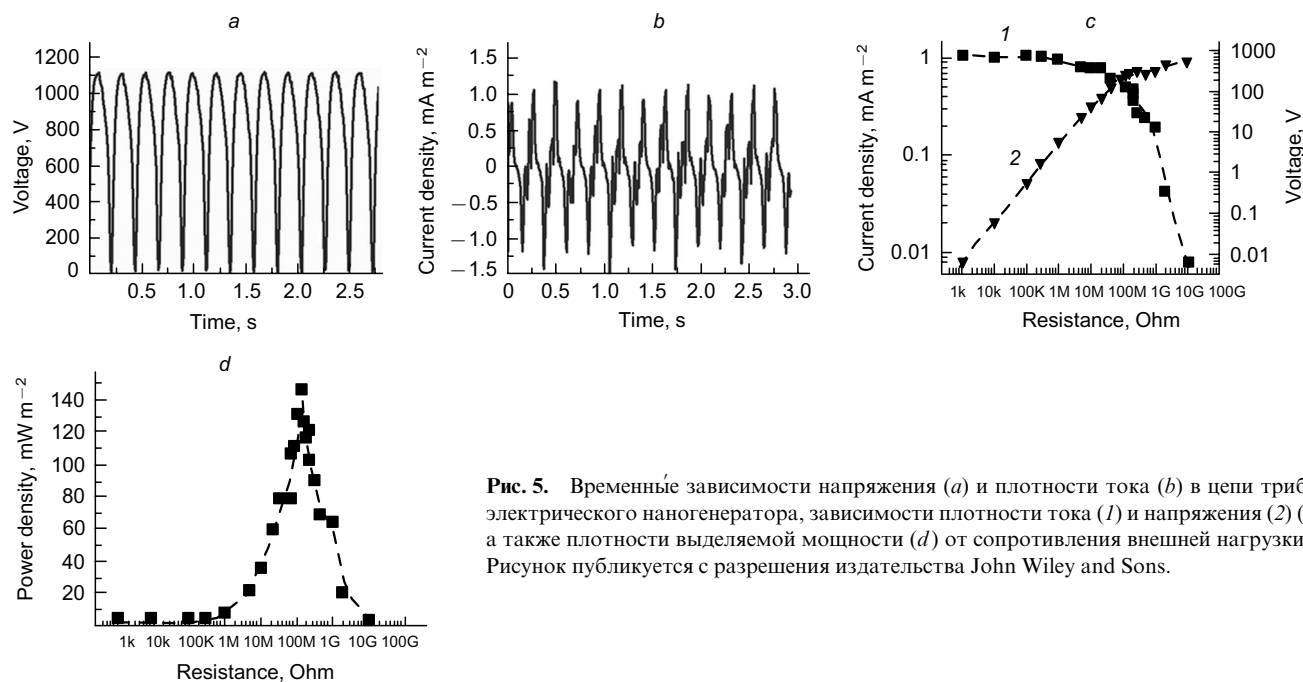 a
Voltage, V
1200
1000
800
600
400
200
0
0.5 1.0 1.5 2.0 2.5
Time, s
b
Current density, mA m−2
1.5
1.0
0.5
0
−0.5
−1.0
−1.5
0 0.5 1.0 1.5 2.0 2.5 3.0
Time, s
c
1
2
Current density, mA m−2
1
0.1
0.01
1000
100
10
1
0.1
0.01
Voltage, V
1k 10k 100K 1M 10M 100M 1G 10G 100G
Resistance, Ohm
d
Power density, mW m−2
140
120
100
80
60
40
20
1k 10k 100K 1M 10M 100M 1G 10G 100G
Resistance, Ohm
Рис. 5. Временны́е зависимости напряжения (a) и плотности тока (b) в цепи триб
электрического наногенератора, зависимости плотности тока (1) и напряжения (2) (
а также плотности выделяемой мощности (d) от сопротивления внешней нагрузки
Рисунок публикуется с разрешения издательства John Wiley and Sons.